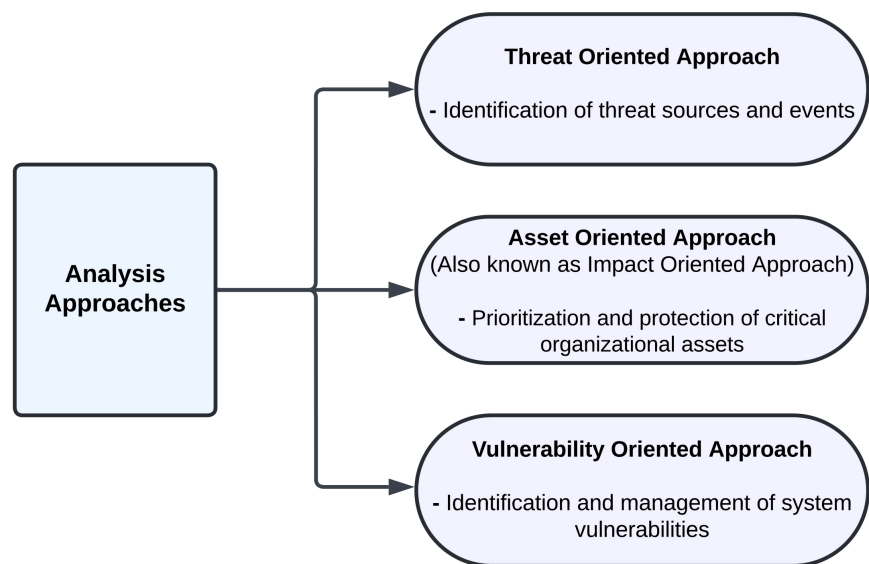 Analysis
Approaches
Threat Oriented Approach
- Identification of threat sources and events
Asset Oriented Approach
(Also known as Impact Oriented Approach)
- Prioritization and protection of critical
organizational assets
Vulnerability Oriented Approach
- Identification and management of system
vulnerabilities